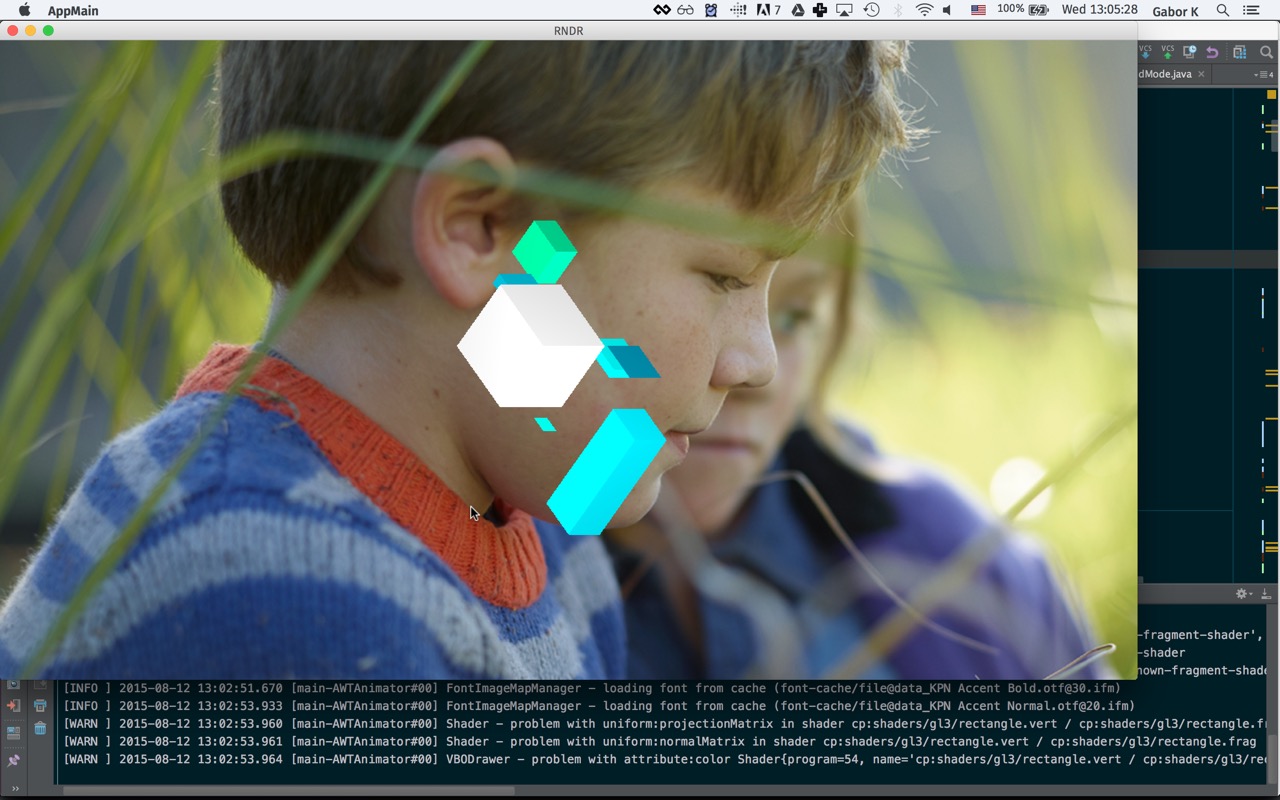 AppMain
7
100%
Wed 13:05:28
Gabor K
RNDR
VCS VCS
dMode.java
4
-fragment-shader',
-shader
nown-fragment-shade
[INFO ] 2015-08-12 13:02:51.670 [main-AWTAnimator#00] FontImageMapManager - loading font from cache (font-cache/file@data_KPN Accent Bold.otf@30.ifm)
[INFO ] 2015-08-12 13:02:53.933 [main-AWTAnimator#00] FontImageMapManager - loading font from cache (font-cache/file@data_KPN Accent Normal.otf@20.ifm)
[WARN ] 2015-08-12 13:02:53.960 [main-AWTAnimator#00] Shader - problem with uniform:projectionMatrix in shader cp:shaders/gl3/rectangle.vert / cp:shaders/gl3/rectangle.fr
[WARN ] 2015-08-12 13:02:53.961 [main-AWTAnimator#00] Shader - problem with uniform:normalMatrix in shader cp:shaders/gl3/rectangle.vert / cp:shaders/gl3/rectangle.frag
[WARN ] 2015-08-12 13:02:53.964 [main-AWTAnimator#00] VBODrawer - problem with attribute:color Shader{program=54, name='cp:shaders/gl3/rectangle.vert / cp:shaders/gl3/rec